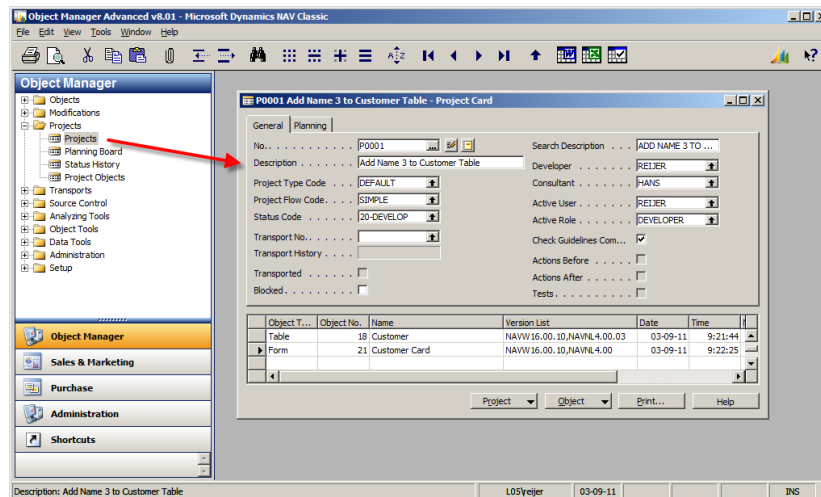 Object Manager Advanced v8.01 - Microsoft Dynamics NAV Classic
File Edit View Tools Window Help
Object Manager
Objects
Modifications
Projects
Projects
Planning Board
Status History
Project Objects
Transports
Source Control
Analyzing Tools
Object Tools
Data Tools
Administration
Setup
Object Manager
Sales & Marketing
Purchase
Administration
Shortcuts
P0001 Add Name 3 to Customer Table - Project Card
General Planning
No. . . . . . . . . . . P0001 ...
Description . . . . . . . Add Name 3 to Customer Table
Project Type Code . . . DEFAULT
Project Flow Code. . . . SIMPLE
Status Code . . . . . . 20-DEVELOP
Transport No. . . . . . .
Transport History . . . .
Transported . . . . . .
Blocked. . . . . . . . . .
Search Description . . . ADD NAME 3 TO ...
Developer . . . . . . . REIJER
Consultant . . . . . . . HANS
Active User . . . . . . . REIJER
Active Role . . . . . . . DEVELOPER
Check Guidelines Com...
Actions Before . . . . .
Actions After . . . . . .
Tests. . . . . . . . . . .
Object T... Object No. Name Version List Date Time
Table 18 Customer NAVW16.00.10,NAVNL4.00.03 03-09-11 9:21:44
Form 21 Customer Card NAVW16.00.10,NAVNL4.00 03-09-11 9:22:25
Project Object Print... Help
Description: Add Name 3 to Customer Table L05\reijer 03-09-11 INS